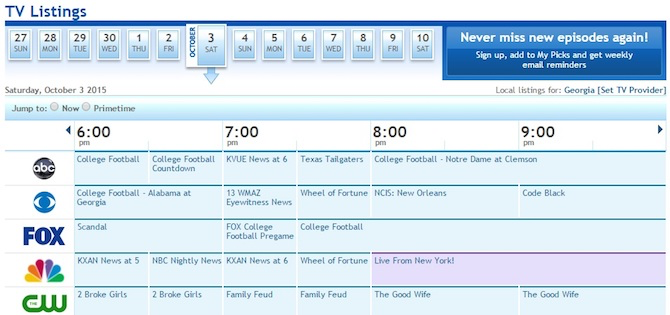 TV Listings
27 28 29 30 1 2 OCTOBER 3 4 5 6 7 8 9 10
SUN MON TUE WED THU FRI SAT SUN MON TUE WED THU FRI SAT
Never miss new episodes again!
Sign up, add to My Picks and get weekly
email reminders
Saturday, October 3 2015
Local listings for: Georgia [Set TV Provider]
Jump to: Now Primetime
6:00 7:00 8:00 9:00
pm pm pm pm
abc
College Football College Football KVUE News at 6 Texas Tailgaters College Football - Notre Dame at Clemson
Countdown
College Football - Alabama at 13 WMAZ Wheel of Fortune NCIS: New Orleans Code Black
Georgia Eyewitness News
FOX
Scandal FOX College College Football
Football Pregame
KXAN News at 5 NBC Nightly News KXAN News at 6 Wheel of Fortune Live From New York!
THE CW
2 Broke Girls 2 Broke Girls Family Feud Family Feud The Good Wife The Good Wife